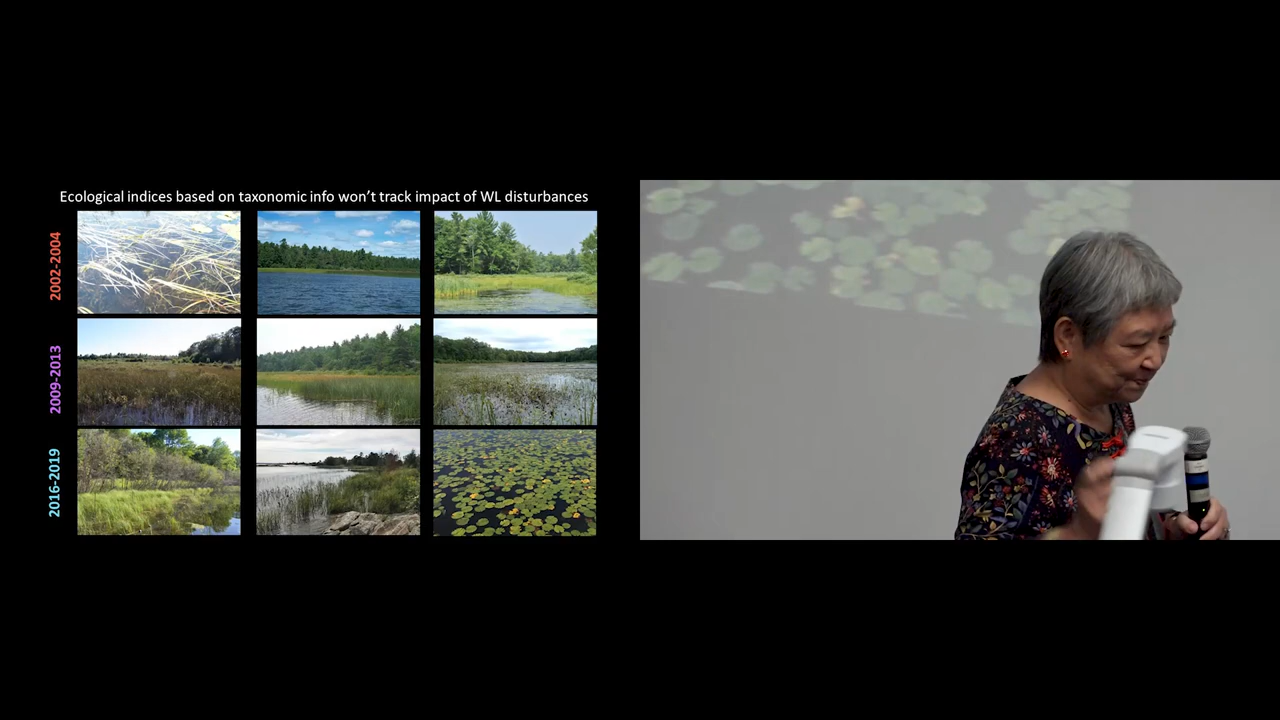 Ecological indices based on taxonomic info won't track impact of WL disturbances
2002-2004
2009-2013
2016-2019